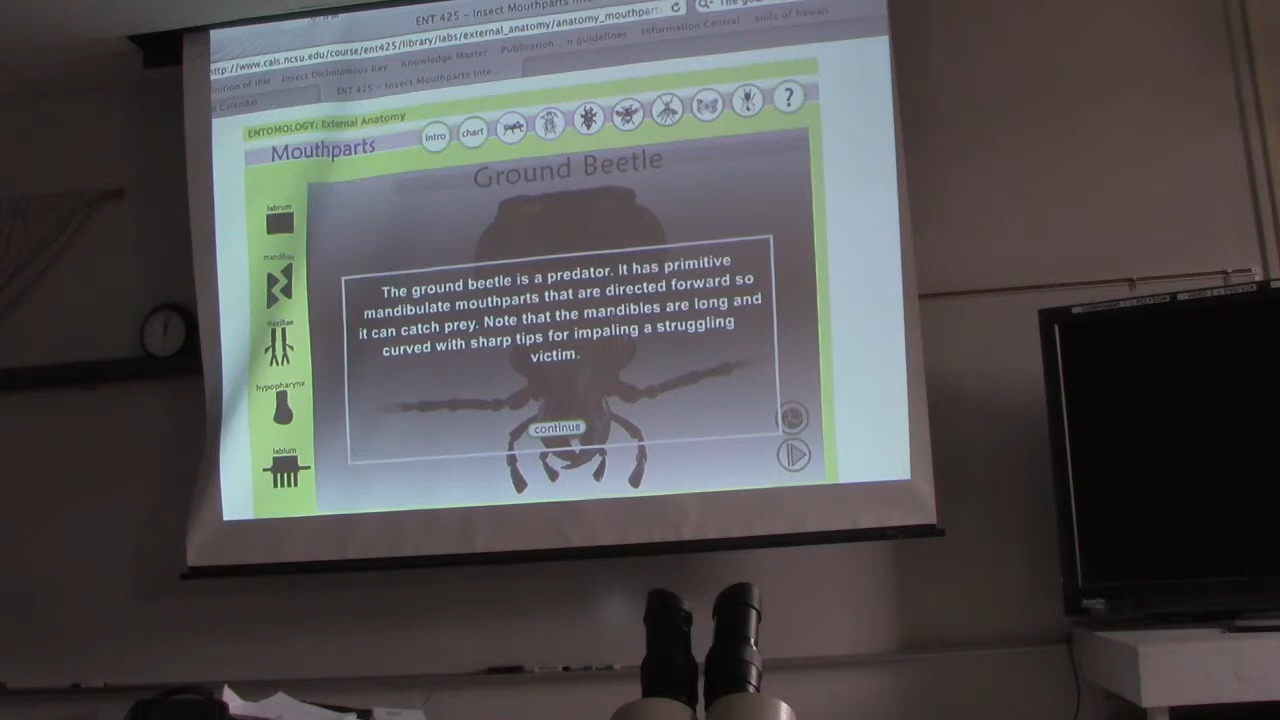 ENT 425 – Insect Mouthparts
http://www.cals.ncsu.edu/course/ent425/library/labs/external_anatomy/anatomy_mouthparts
Insect Dichotomous Key
Knowledge Master
Publication
guidelines
Information Central
soils of hawaii
ENT 425 – Insect Mouthparts Inte
ENTOMOLOGY: External Anatomy
Mouthparts
intro
chart
?
Ground Beetle
labrum
mandibles
maxillae
hypopharynx
labium
The ground beetle is a predator. It has primitive
mandibulate mouthparts that are directed forward so
it can catch prey. Note that the mandibles are long and
curved with sharp tips for impaling a struggling
victim.
continue